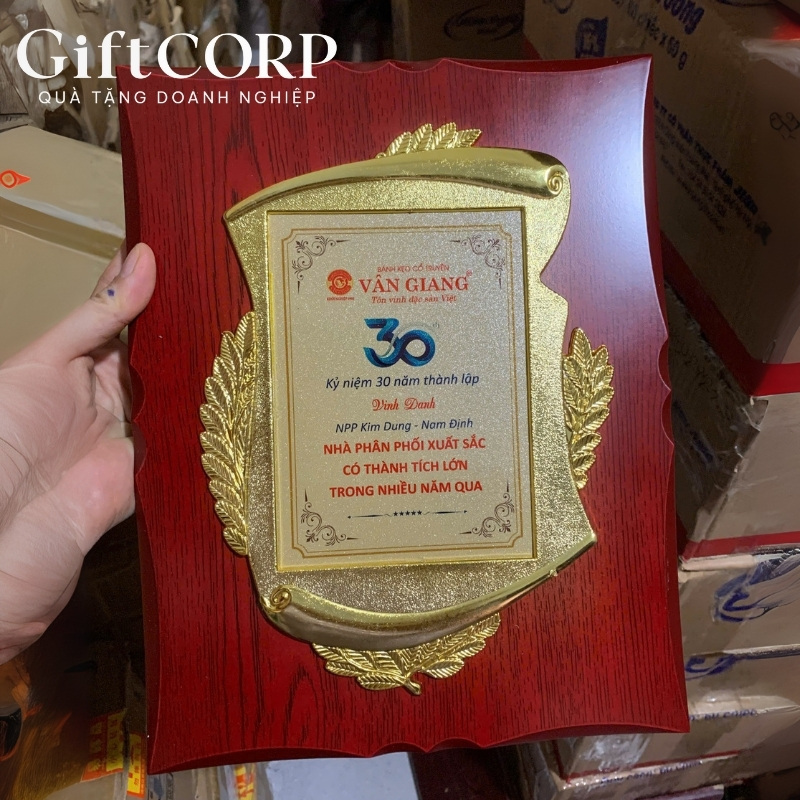 GiftCORP
QUÀ TẶNG DOANH NGHIỆP
BÁNH KẸO CỔ TRUYỀN
VÂN GIANG
Tôn vinh đặc sản Việt
30
Kỷ niệm 30 năm thành lập
Vinh Danh
NPP Kim Dung - Nam Định
NHÀ PHÂN PHỐI XUẤT SẮC
CÓ THÀNH TÍCH LỚN
TRONG NHIỀU NĂM QUA